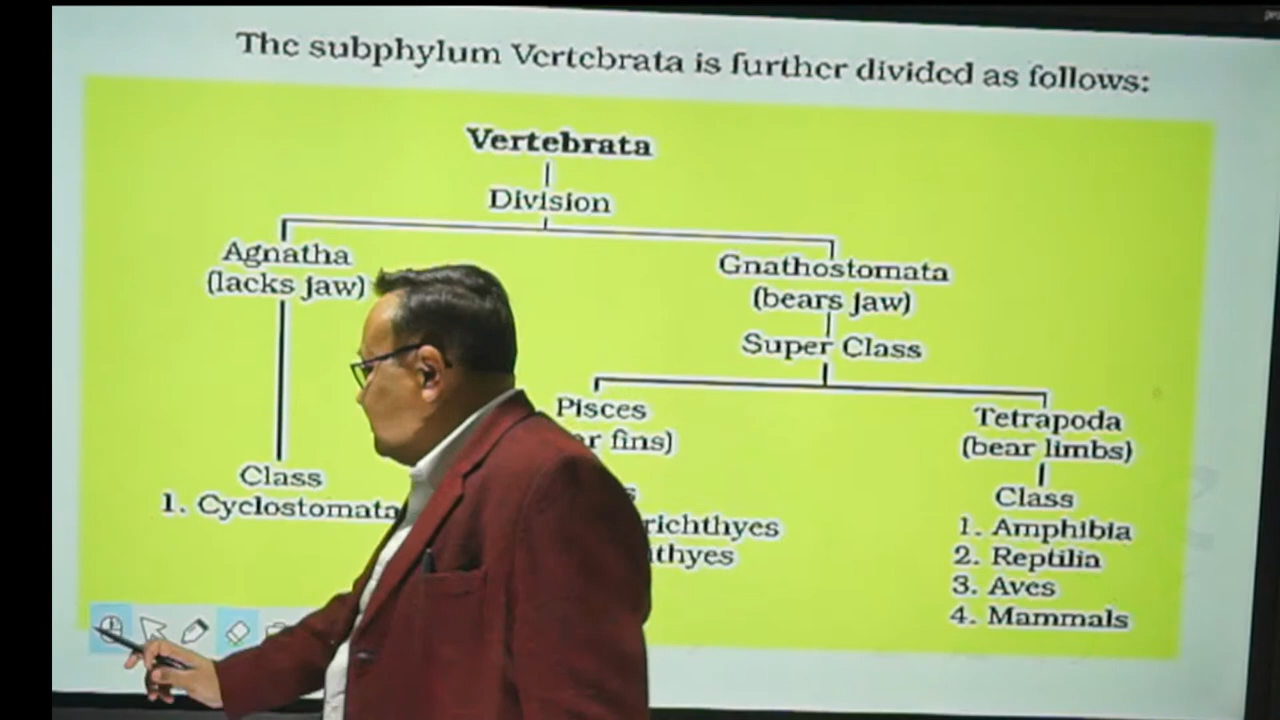 The subphylum Vertebrata is further divided as follows:
Vertebrata
Division
Agnatha
(lacks jaw)
Gnathostomata
(bears jaw)
Super Class
Pisces
fins)
Tetrapoda
(bear limbs)
Class
1. Cyclostomata
Class
1. Amphibia
2. Reptilia
3. Aves
4. Mammals